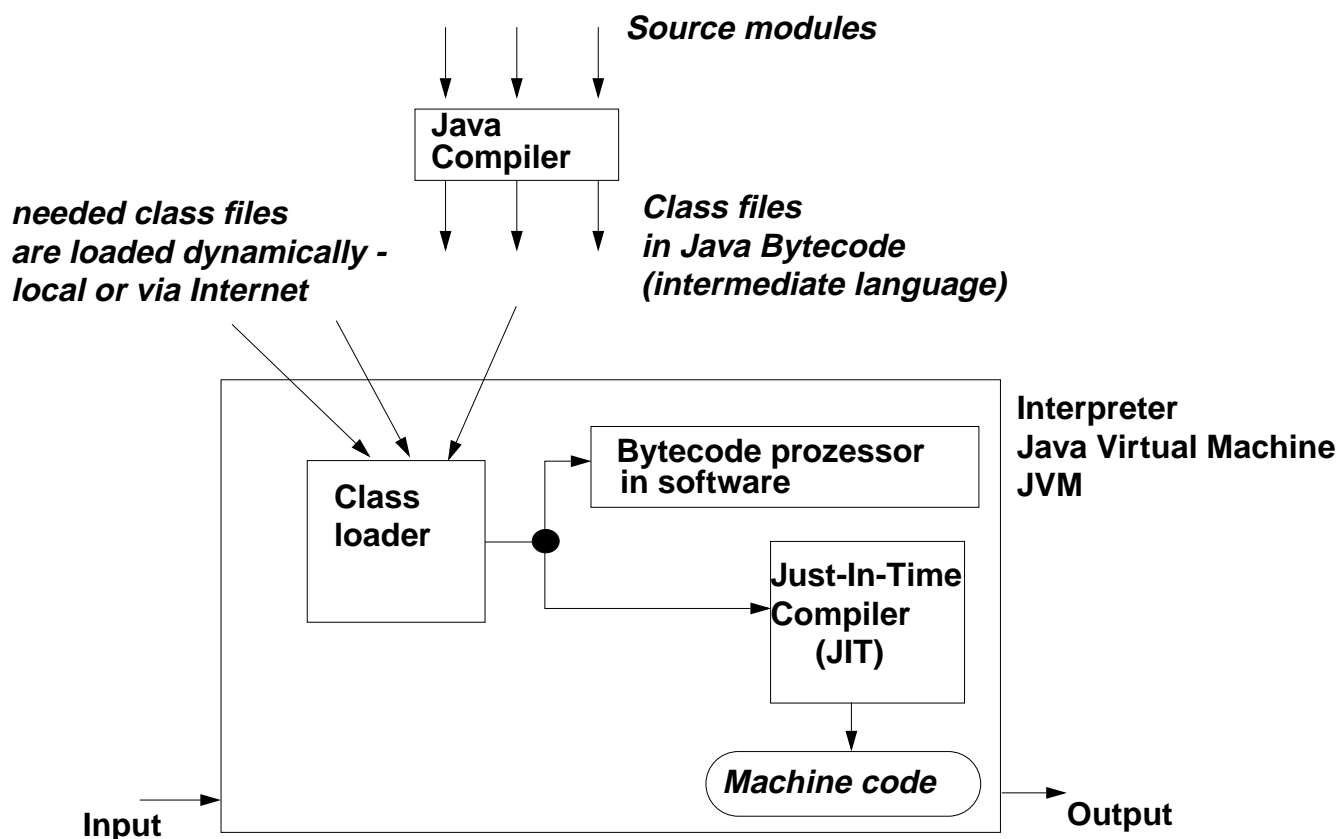 Source modules
Java
Compiler
needed class files
are loaded dynamically -
local or via Internet
Class files
in Java Bytecode
(intermediate language)
Interpreter
Java Virtual Machine
JVM
Class
loader
Bytecode prozessor
in software
Just-In-Time
Compiler
(JIT)
Machine code
Input
Output